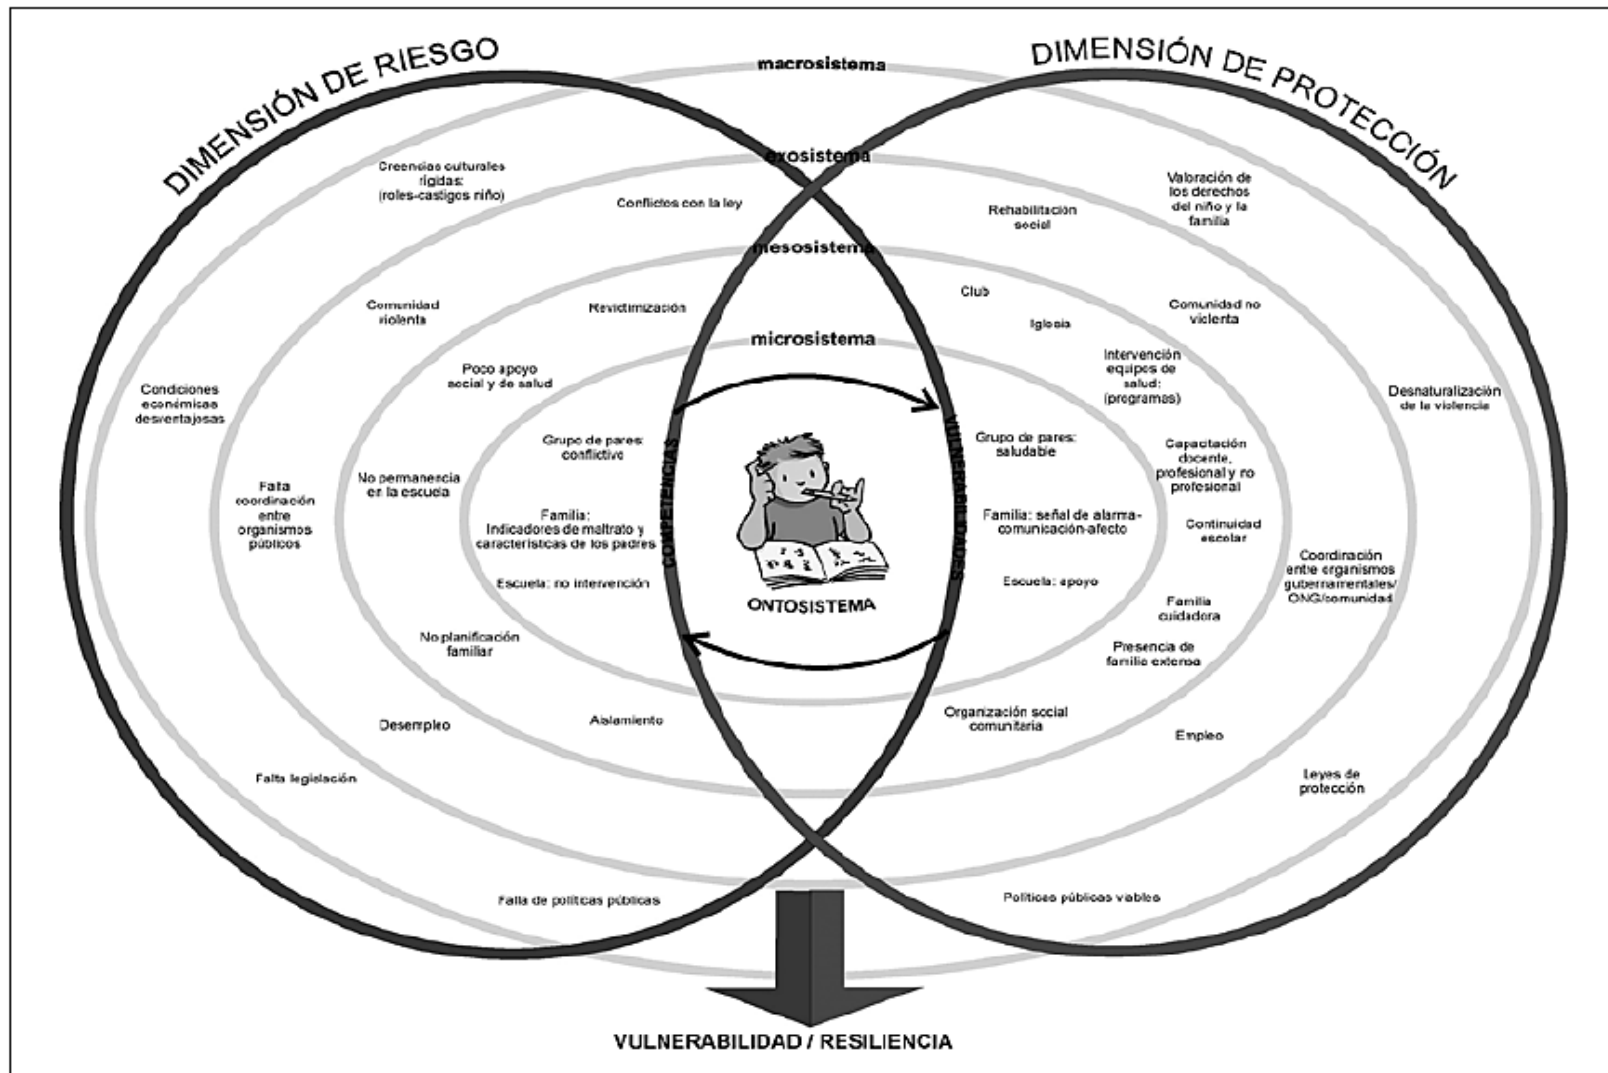 DIMENSIÓN DE RIESGO
DIMENSIÓN DE PROTECCIÓN
macrosistema
exosistema
mesosistema
microsistema
Creencias culturales
rígidas:
(roles-castigos niño)
Conflictos con la ley
Comunidad
violenta
Revictimización
Poco apoyo
social y de salud
Condiciones
económicas
desventajosas
Grupo de pares:
conflictivo
No permanencia
en la escuela
Falta
coordinación
entre
organismos
públicos
Familia:
Indicadores de maltrato y
características de los padres
Escuela: no intervención
No planificación
familiar
Desempleo
Aislamiento
Falta legislación
Falta de políticas públicas
COMPETENCIAS
ONTOSISTEMA
VULNERABILIDADES
Valoración de
los derechos
del niño y la
familia
Rehabilitación
social
Club
Iglesia
Comunidad no
violenta
Intervención
equipos de
salud:
(programas)
Desnaturalización
de la violencia
Grupo de pares:
saludable
Capacitación
docente,
profesional y no
profesional
Familia: señal de alarma-
comunicación-afecto
Continuidad
escolar
Escuela: apoyo
Coordinación
entre organismos
gubernamentales/
ONG/comunidad
Familia
cuidadora
Presencia de
familia extensa
Organización social
comunitaria
Empleo
Leyes de
protección
Políticas públicas viables
VULNERABILIDAD / RESILIENCIA